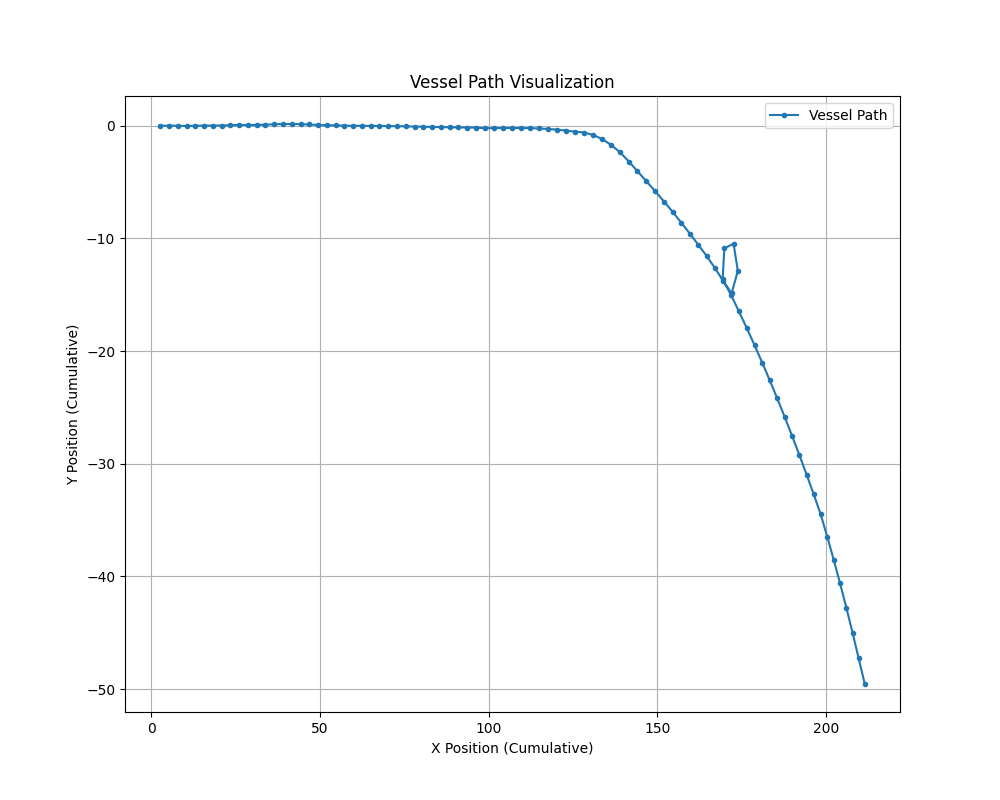 Vessel Path Visualization
Vessel Path
Y Position (Cumulative)
0
−10
−20
−30
−40
−50
0 50 100 150 200
X Position (Cumulative)